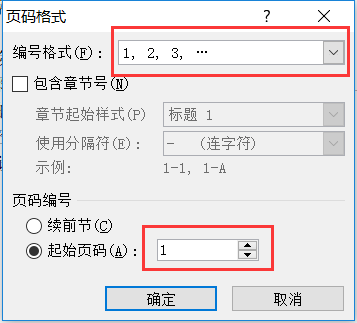 页码格式
编号格式(F): 1, 2, 3, …
包含章节号(N)
章节起始样式(P) 标题 1
使用分隔符(E): - (连字符)
示例: 1-1, 1-A
页码编号
续前节(C)
起始页码(A): 1
确定 取消